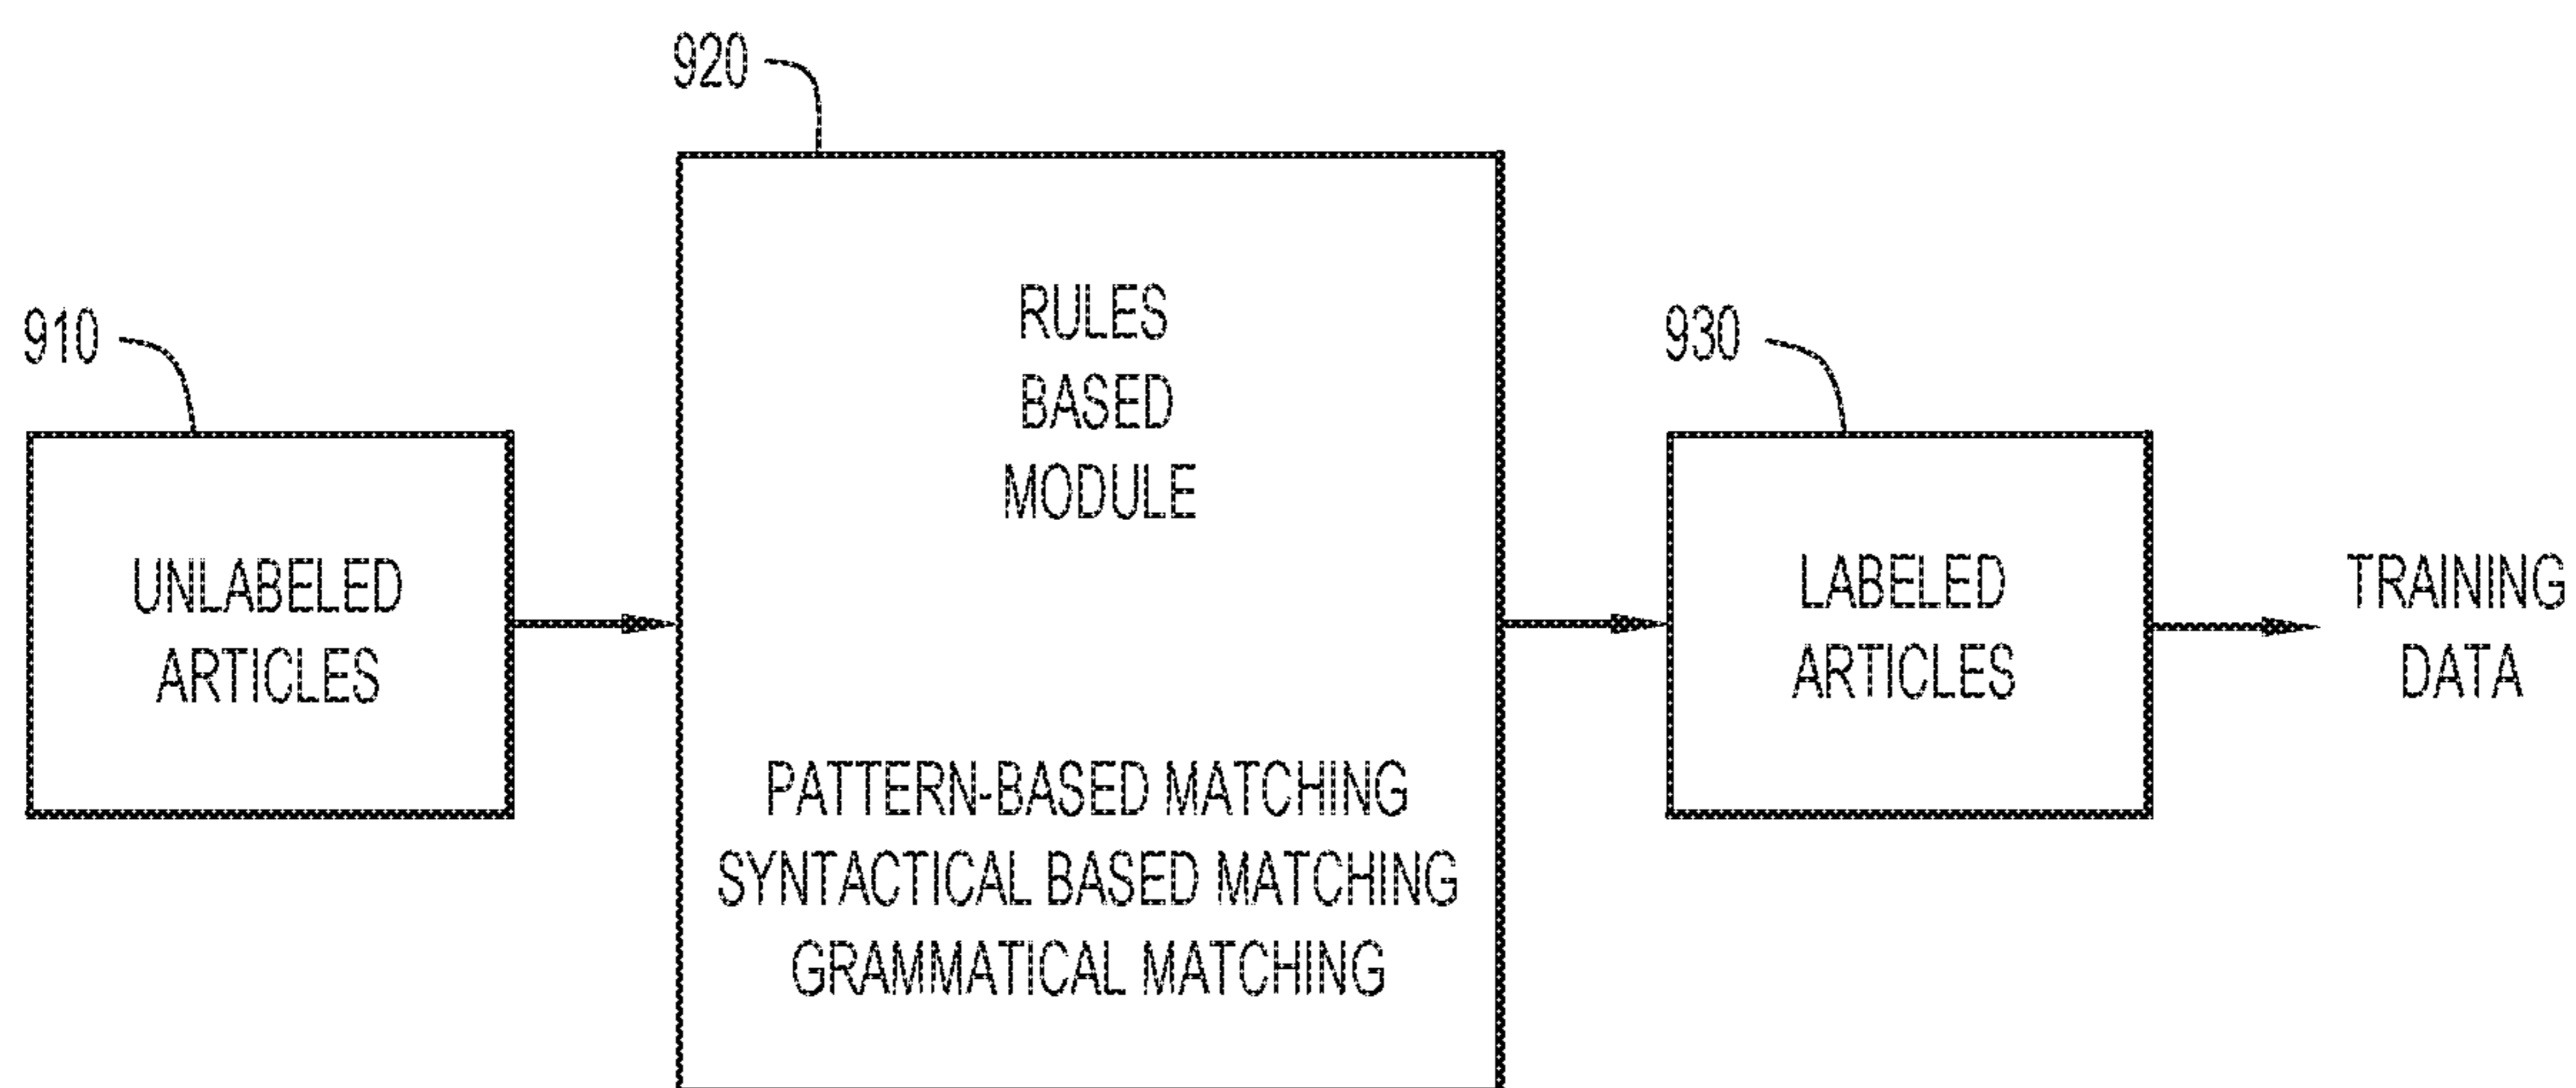 920
RULES
BASED
MODULE
910
930
UNLABELED
ARTICLES
LABELED
ARTICLES
TRAINING
DATA
PATTERN-BASED MATCHING
SYNTACTICAL BASED MATCHING
GRAMMATICAL MATCHING